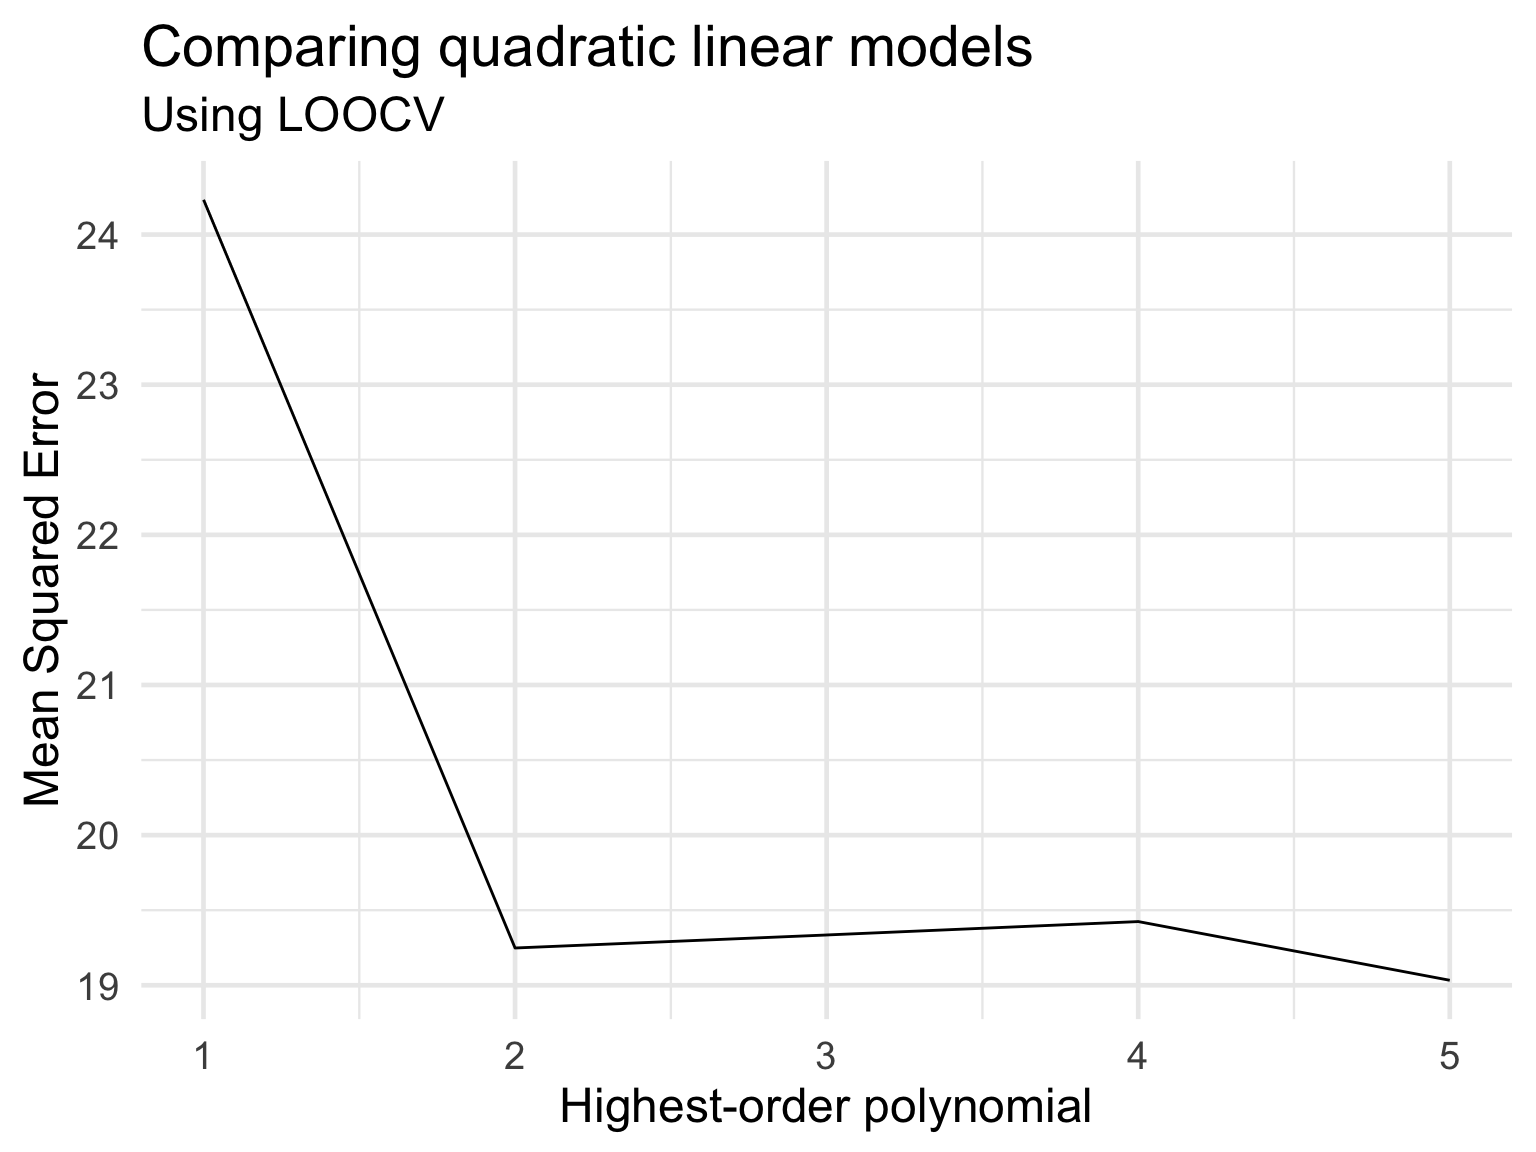 Comparing quadratic linear models
Using LOOCV
Mean Squared Error
24
23
22
21
20
19
1 2 3 4 5
Highest-order polynomial